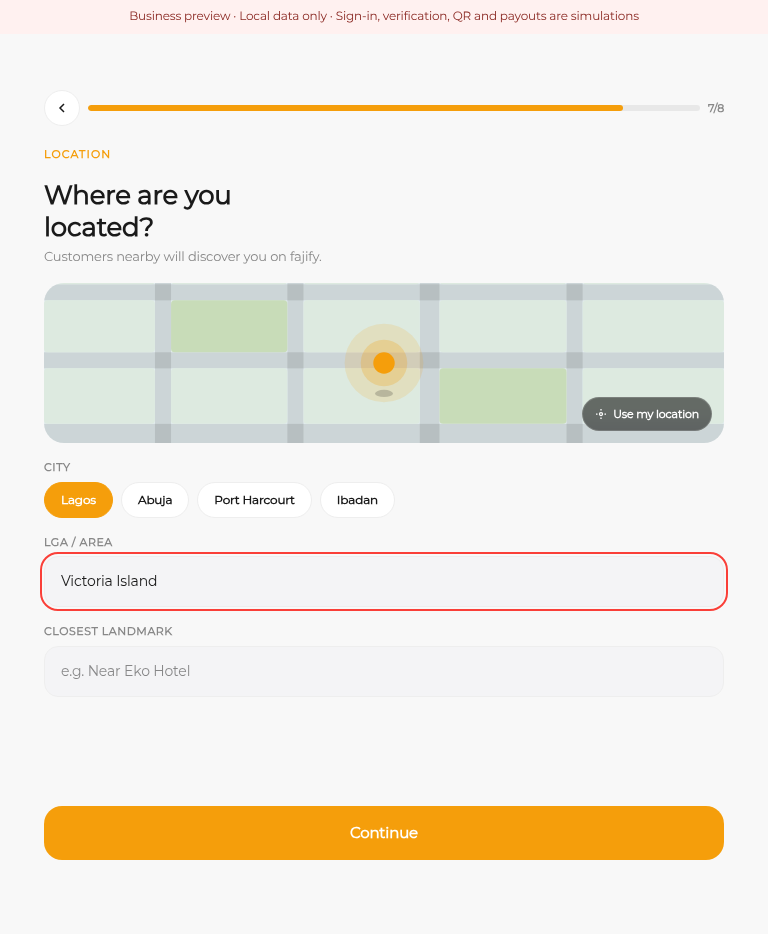 Business preview · Local data only · Sign-in, verification, QR and payouts are simulations
7/8
LOCATION
Where are you
located?
Customers nearby will discover you on fajify.
Use my location
CITY
Lagos
Abuja
Port Harcourt
Ibadan
LGA / AREA
Victoria Island
CLOSEST LANDMARK
e.g. Near Eko Hotel
Continue